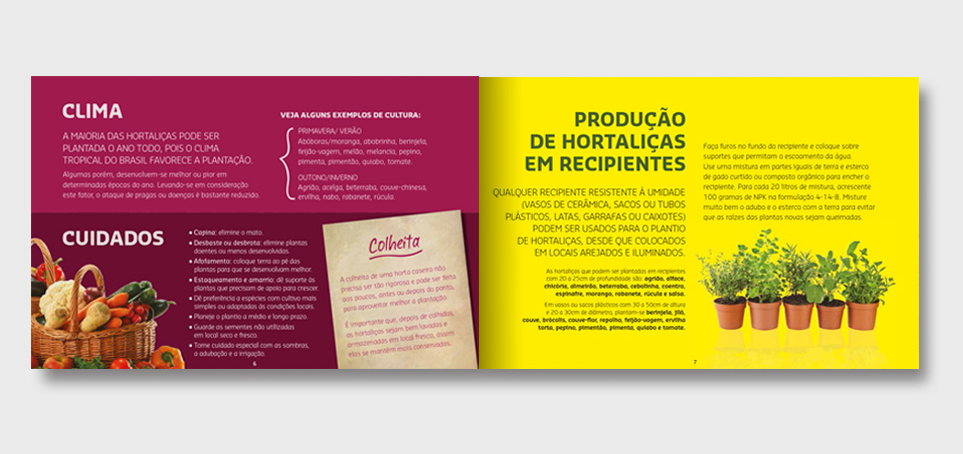 CLIMA
A MAIORIA DAS HORTALIÇAS PODE SER
PLANTADA O ANO TODO, POIS O CLIMA
TROPICAL DO BRASIL FAVORECE A PLANTAÇÃO.
Algumas porém, desenvolvem-se melhor ou pior em
determinadas épocas do ano. Levando-se em consideração
este fator, o ataque de pragas ou doenças é bastante reduzido.
VEJA ALGUNS EXEMPLOS DE CULTURA:
PRIMAVERA/ VERÃO
Abóboras/moranga, abobrinha, berinjela,
feijão-vagem, melão, melancia, pepino,
pimenta, pimentão, quiabo, tomate.
OUTONO/INVERNO
Agrião, acelga, beterraba, couve-chinesa,
ervilha, nabo, rabanete, rúcula.
CUIDADOS
• Capina: elimine o mato.
• Desbaste ou desbrota: elimine plantas
doentes ou menos desenvolvidas.
• Afofamento: coloque terra ao pé das
plantas para que se desenvolvam melhor.
• Estaqueamento e amarrio: dê suporte às
plantas que precisam de apoio para crescer.
• Dê preferência a espécies com cultivo mais
simples ou adaptadas às condições locais.
• Planeje o plantio a médio e longo prazo.
• Guarde as sementes não utilizadas
em local seco e fresco.
• Tome cuidado especial com as sombras,
a adubação e a irrigação.
Colheita
A colheita de uma horta caseira não
precisa ser tão rigorosa e pode ser feita
aos poucos, antes ou depois do ponto,
para aproveitar melhor a plantação.
É importante que, depois de colhidas,
as hortaliças sejam bem lavadas e
armazenadas em local fresco, assim
elas se mantêm mais conservadas.
6
PRODUÇÃO
DE HORTALIÇAS
EM RECIPIENTES
QUALQUER RECIPIENTE RESISTENTE À UMIDADE
(VASOS DE CERÂMICA, SACOS OU TUBOS
PLÁSTICOS, LATAS, GARRAFAS OU CAIXOTES)
PODEM SER USADOS PARA O PLANTIO
DE HORTALIÇAS, DESDE QUE COLOCADOS
EM LOCAIS AREJADOS E ILUMINADOS.
As hortaliças que podem ser plantadas em recipientes
com 20 a 25cm de profundidade são: agrião, alface,
chicória, almeirão, beterraba, cebolinha, coentro,
espinafre, morango, rabanete, rúcula e salsa.
Em vasos ou sacos plásticos com 30 a 50cm de altura
e 20 a 30cm de diâmetro, plantam-se berinjela, jiló,
couve, brócolis, couve-flor, repolho, feijão-vagem, ervilha
torta, pepino, pimentão, pimenta, quiabo e tomate.
Faça furos no fundo do recipiente e coloque sobre
suportes que permitam o escoamento da água.
Use uma mistura em partes iguais de terra e esterco
de gado curtido ou composto orgânico para encher o
recipiente. Para cada 20 litros de mistura, acrescente
100 gramas de NPK na formulação 4-14-8. Misture
muito bem o adubo e o esterco com a terra para evitar
que as raízes das plantas novas sejam queimadas.
7